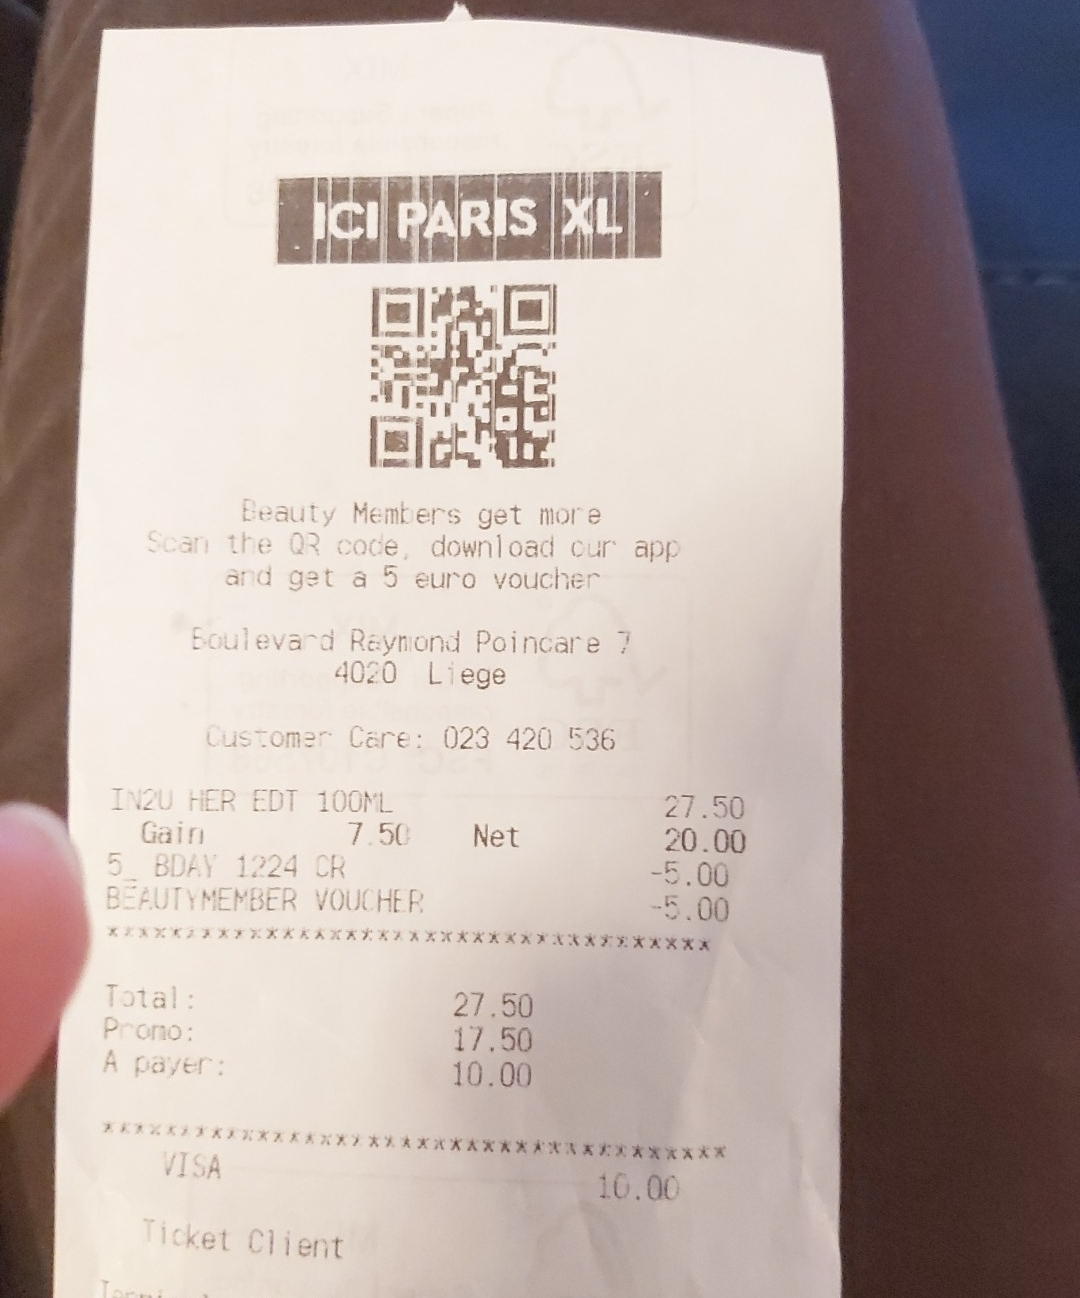 ICI PARIS XL
Beauty Members get more
Scan the QR code, download our app
and get a 5 euro voucher
Boulevard Raymond Poincare 7
4020 Liege
Customer Care: 023 420 536
IN2U HER EDT 100ML 27.50
Gain 7.50 Net 20.00
5_ BDAY 1224 CR -5.00
BEAUTYMEMBER VOUCHER -5.00
********************************************
Total: 27.50
Promo: 17.50
A payer: 10.00
********************************************
VISA 10.00
Ticket Client